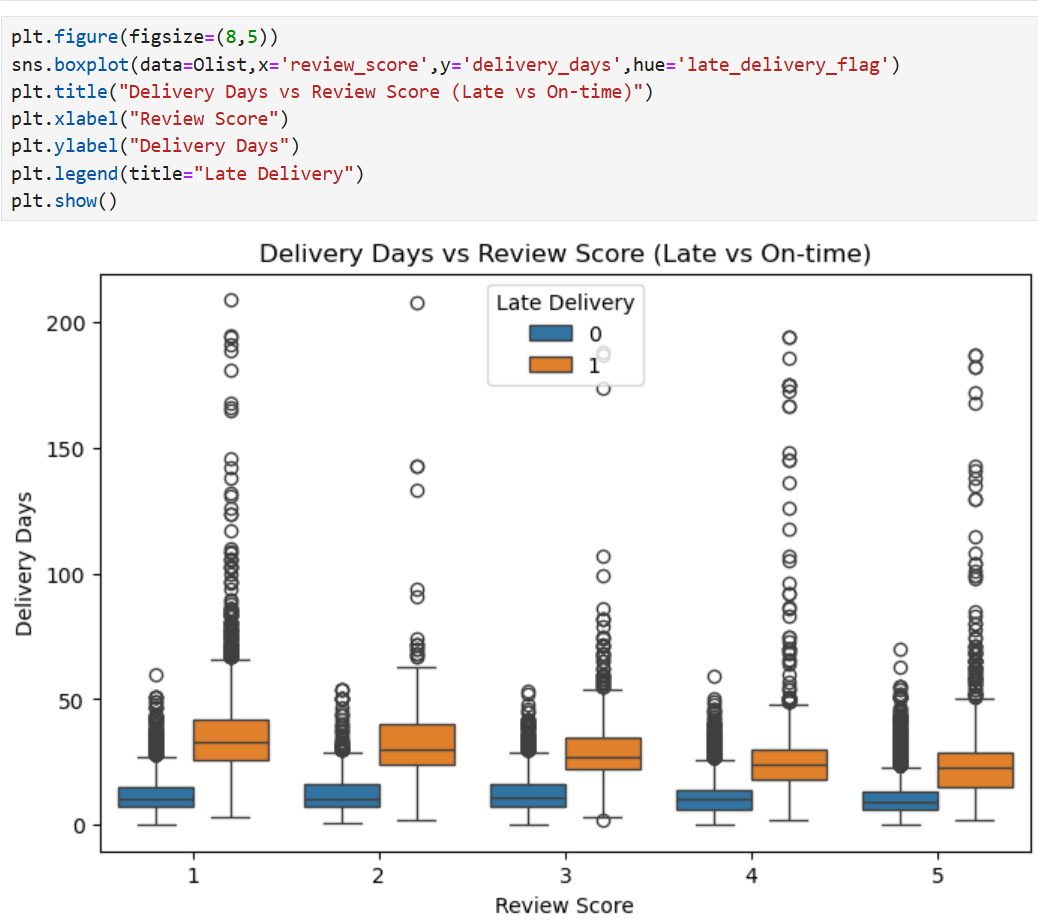 plt.figure(figsize=(8,5))
sns.boxplot(data=Olist,x='review_score',y='delivery_days',hue='late_delivery_flag')
plt.title("Delivery Days vs Review Score (Late vs On-time)")
plt.xlabel("Review Score")
plt.ylabel("Delivery Days")
plt.legend(title="Late Delivery")
plt.show()
Delivery Days vs Review Score (Late vs On-time)
Late Delivery
0
1
200
150
100
50
0
Delivery Days
1 2 3 4 5
Review Score